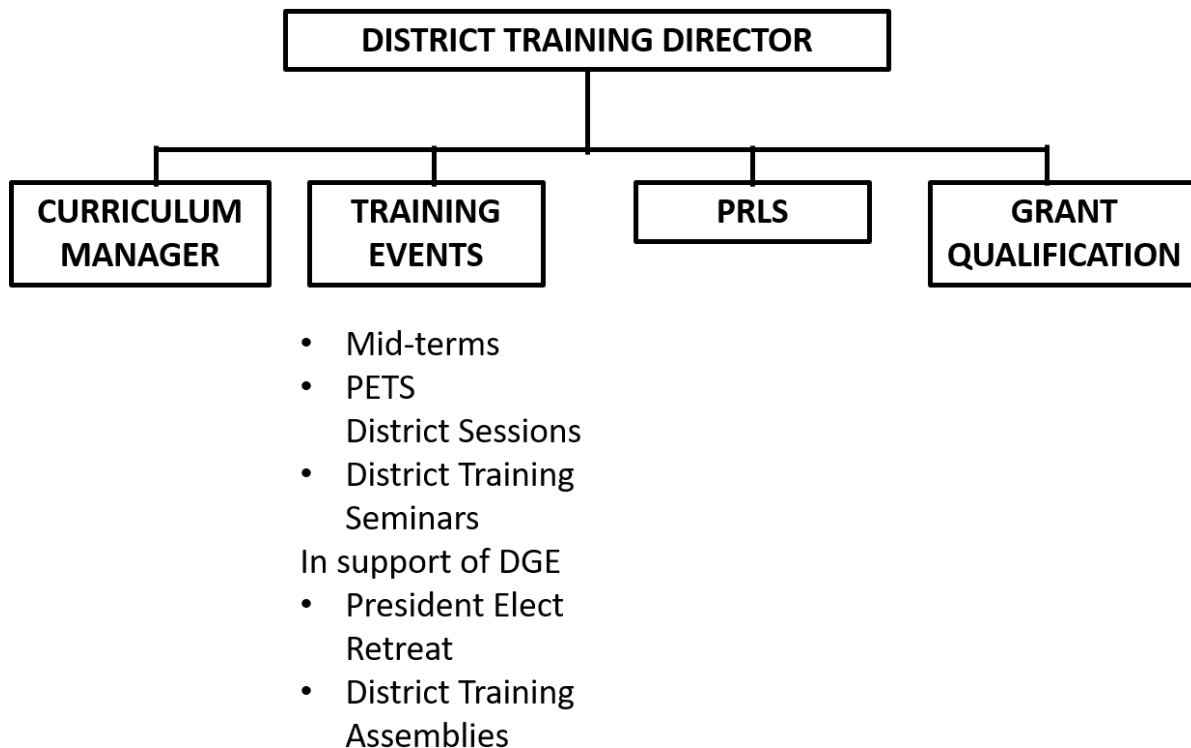 DISTRICT TRAINING DIRECTOR
CURRICULUM
MANAGER
TRAINING
EVENTS
PRLS
GRANT
QUALIFICATION
• Mid-terms
• PETS
District Sessions
• District Training
Seminars
In support of DGE
• President Elect
Retreat
• District Training
Assemblies